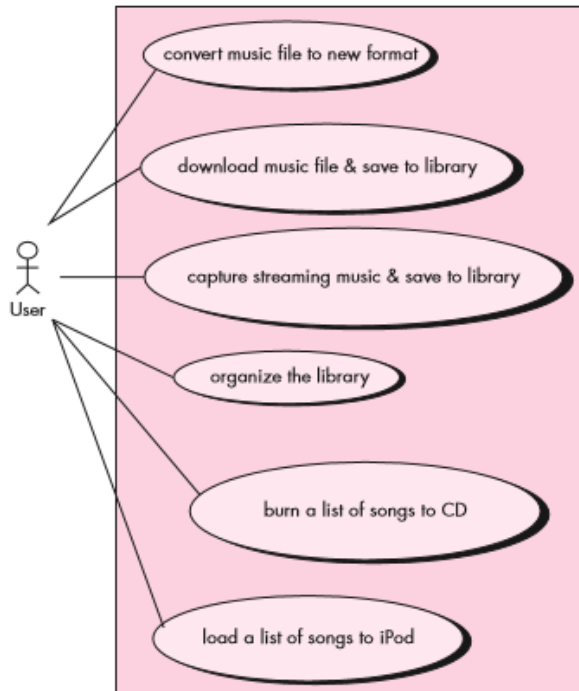 convert music file to new format
download music file & save to library
capture streaming music & save to library
User
organize the library
burn a list of songs to CD
load a list of songs to iPod